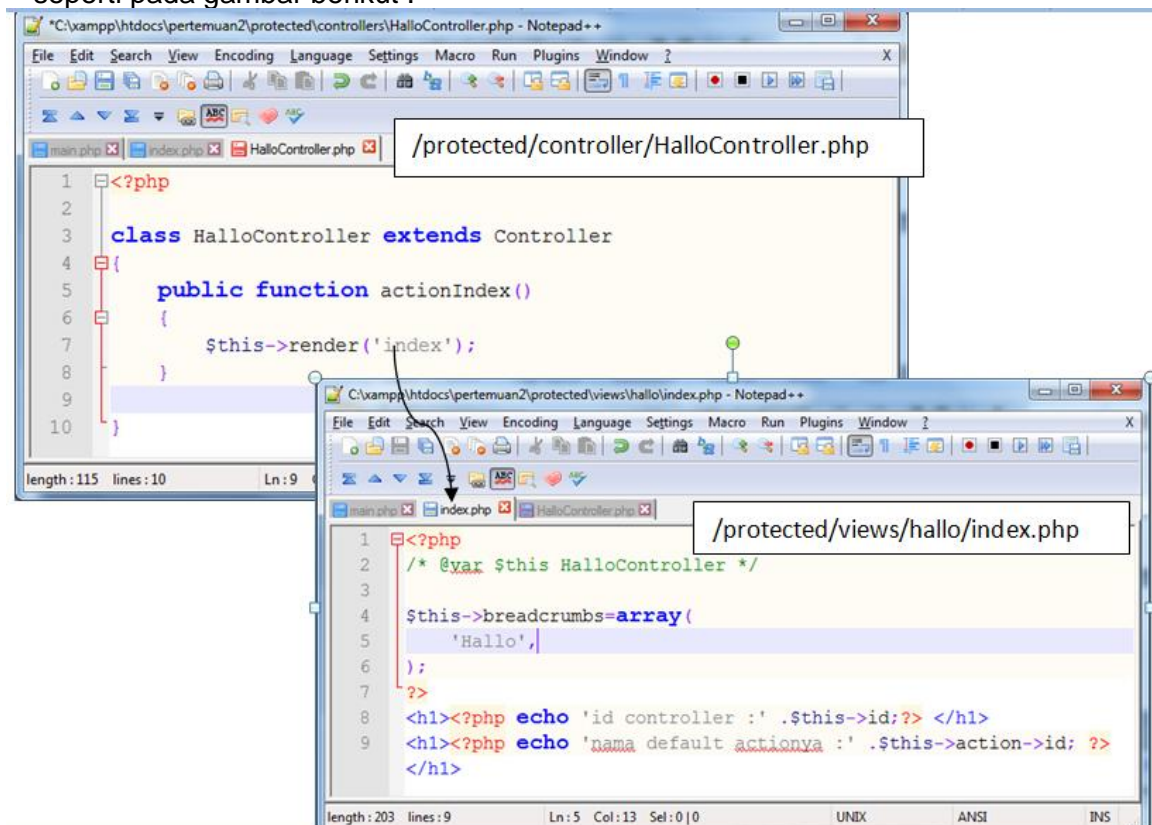 seperti pada gambar berikut :
*C:\xampp\htdocs\pertemuan2\protected\controllers\HalloController.php - Notepad++
File Edit Search View Encoding Language Settings Macro Run Plugins Window ? X
main.php index.php HalloController.php
/protected/controller/HalloController.php
1 <?php
2
3 class HalloController extends Controller
4 {
5 public function actionIndex()
6 {
7 $this->render('index');
8 }
9
10 }
length : 115 lines : 10 Ln : 9
C:\xampp\htdocs\pertemuan2\protected\views\hallo\index.php - Notepad++
File Edit Search View Encoding Language Settings Macro Run Plugins Window ? X
main.php index.php HalloController.php
/protected/views/hallo/index.php
1 <?php
2 /* @var $this HalloController */
3
4 $this->breadcrumbs=array(
5 'Hallo',
6 );
7 ?>
8 <h1><?php echo 'id controller :' .$this->id;?> </h1>
9 <h1><?php echo 'nama default actionya :' .$this->action->id; ?>
</h1>
length : 203 lines : 9 Ln : 5 Col : 13 Sel : 0 | 0 UNIX ANSI INS